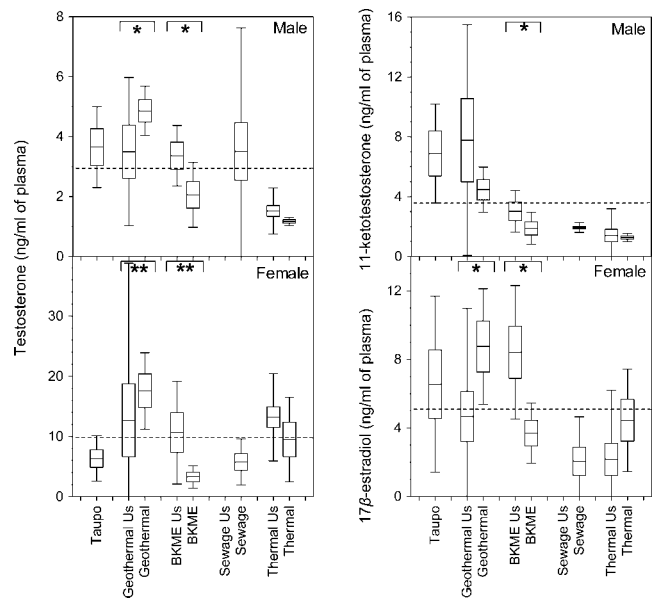 8
6
4
2
0
* *
Male
Testosterone (ng/ml of plasma)
** **
Female
30
20
10
0
Taupo
Geothermal Us
Geothermal
BKME Us
BKME
Sewage Us
Sewage
Thermal Us
Thermal
16
12
8
4
0
*
Male
11-ketotestosterone (ng/ml of plasma)
* *
Female
12
8
4
0
17β-estradiol (ng/ml of plasma)
Taupo
Geothermal Us
Geothermal
BKME Us
BKME
Sewage Us
Sewage
Thermal Us
Thermal